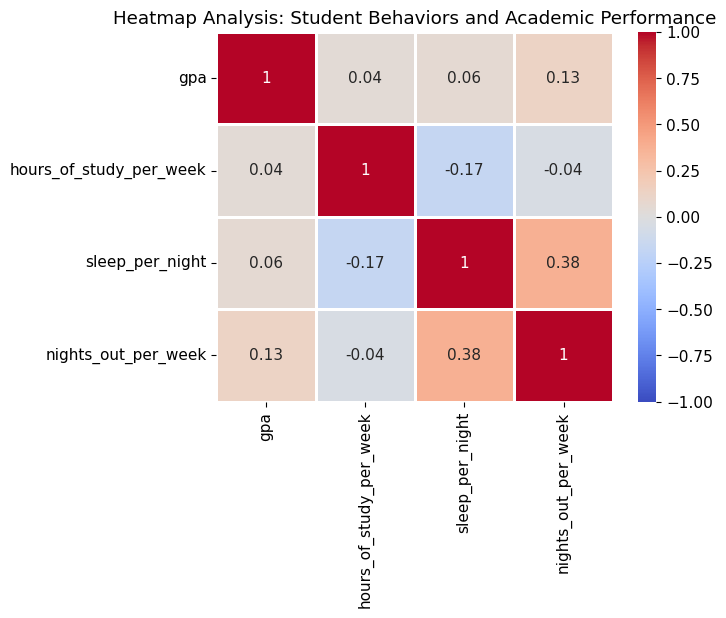 Heatmap Analysis: Student Behaviors and Academic Performance
gpa
1
0.04
0.06
0.13
hours_of_study_per_week
0.04
1
-0.17
-0.04
sleep_per_night
0.06
-0.17
1
0.38
nights_out_per_week
0.13
-0.04
0.38
1
gpa
hours_of_study_per_week
sleep_per_night
nights_out_per_week
1.00
0.75
0.50
0.25
0.00
−0.25
−0.50
−0.75
−1.00